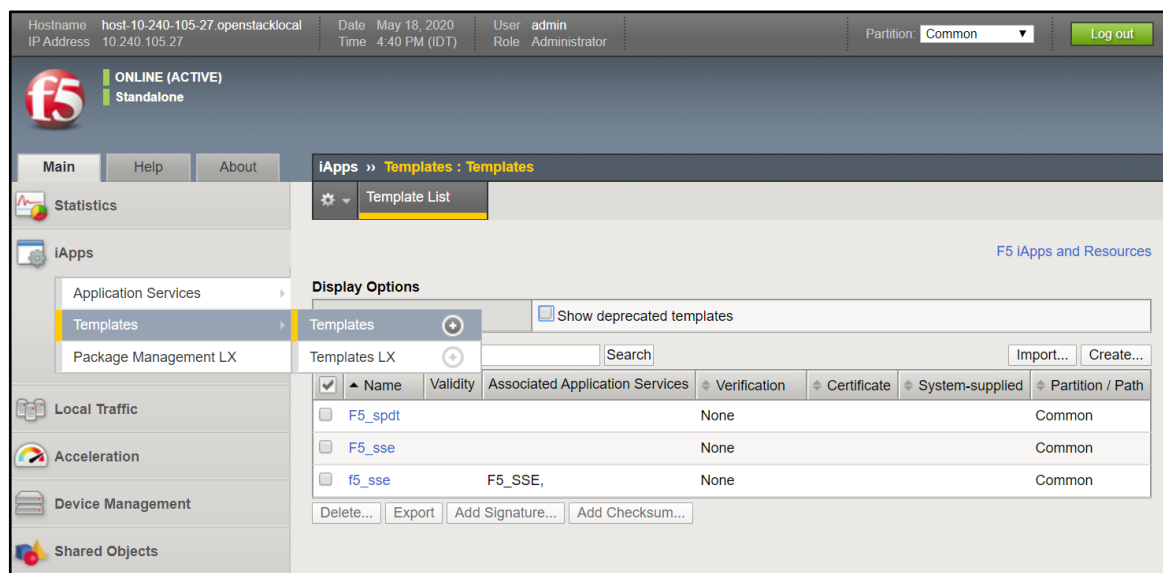 Hostname host-10-240-105-27.openstacklocal Date May 18, 2020 User admin
IP Address 10.240.105.27 Time 4:40 PM (IDT) Role Administrator
Partition: Common Log out
f5
ONLINE (ACTIVE)
Standalone
Main Help About
iApps ›› Templates : Templates
Template List
Statistics
iApps
F5 iApps and Resources
Application Services
Templates
Package Management LX
Templates
Templates LX
Display Options
Show deprecated templates
Search Import... Create...
Name Validity Associated Application Services Verification Certificate System-supplied Partition / Path
F5_spdt None Common
F5_sse None Common
f5_sse F5_SSE, None Common
Delete... Export Add Signature... Add Checksum...
Local Traffic
Acceleration
Device Management
Shared Objects